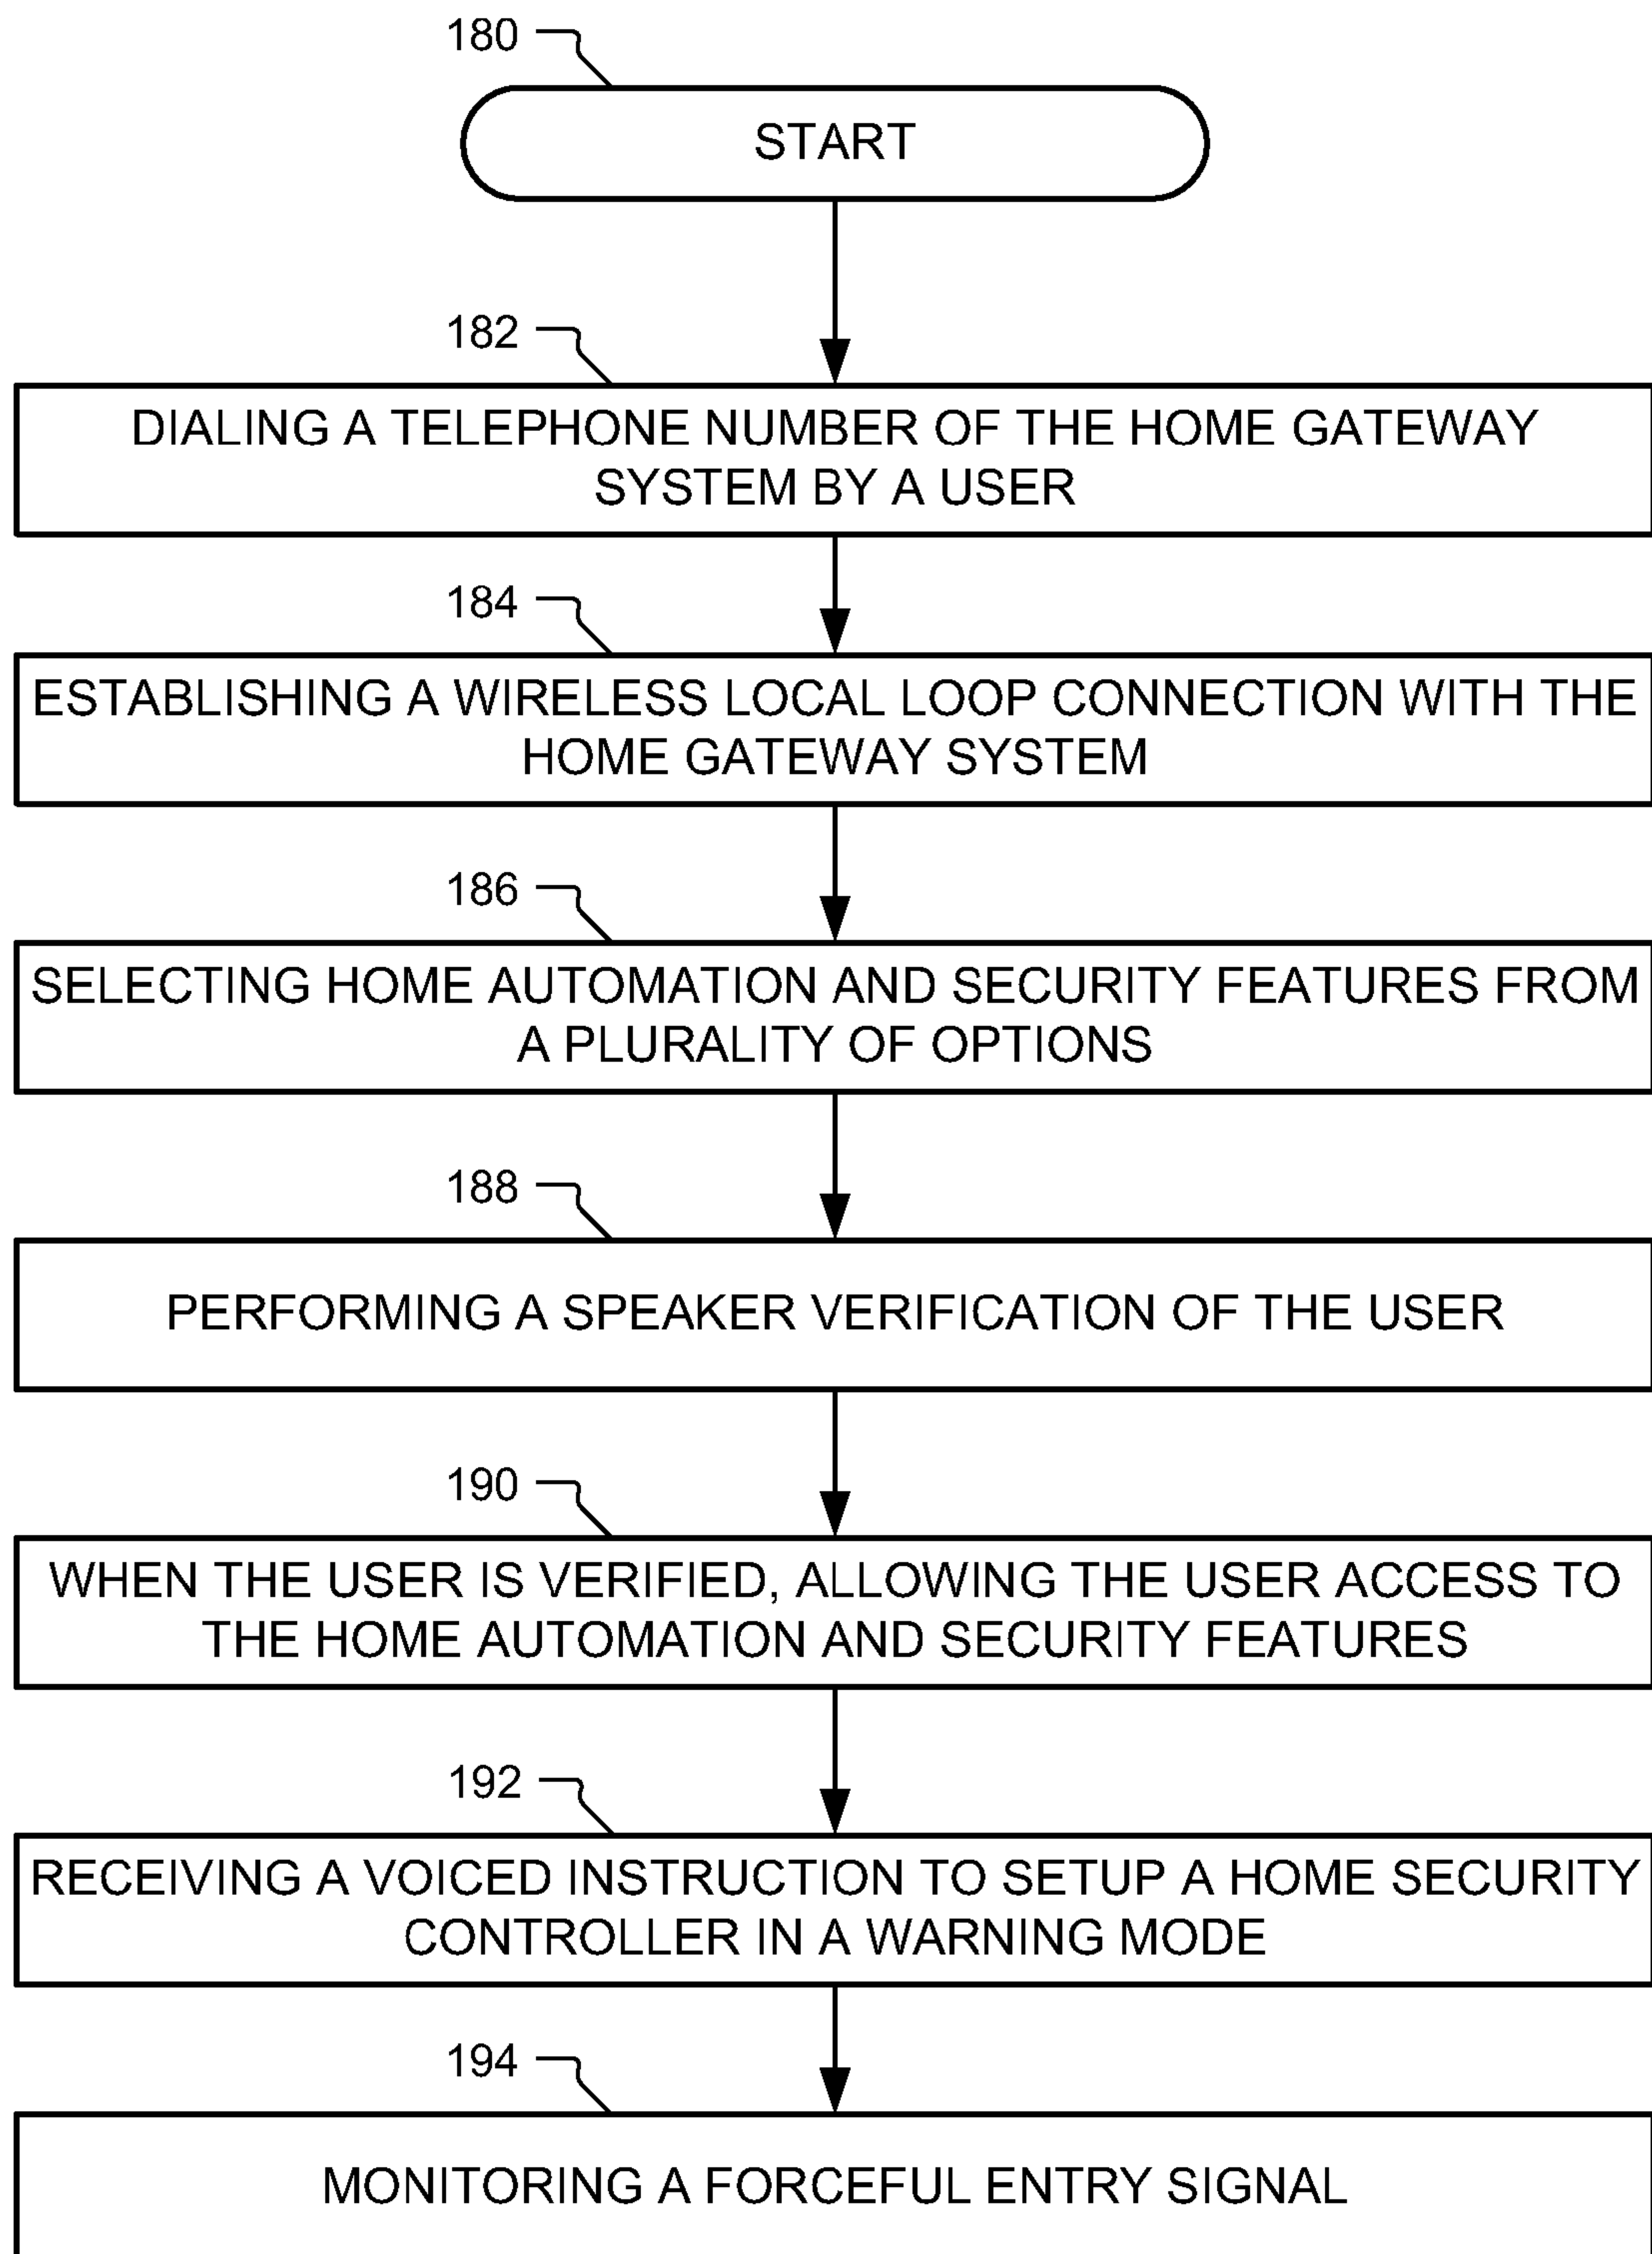 180
START
182
DIALING A TELEPHONE NUMBER OF THE HOME GATEWAY
SYSTEM BY A USER
184
ESTABLISHING A WIRELESS LOCAL LOOP CONNECTION WITH THE
HOME GATEWAY SYSTEM
186
SELECTING HOME AUTOMATION AND SECURITY FEATURES FROM
A PLURALITY OF OPTIONS
188
PERFORMING A SPEAKER VERIFICATION OF THE USER
190
WHEN THE USER IS VERIFIED, ALLOWING THE USER ACCESS TO
THE HOME AUTOMATION AND SECURITY FEATURES
192
RECEIVING A VOICED INSTRUCTION TO SETUP A HOME SECURITY
CONTROLLER IN A WARNING MODE
194
MONITORING A FORCEFUL ENTRY SIGNAL